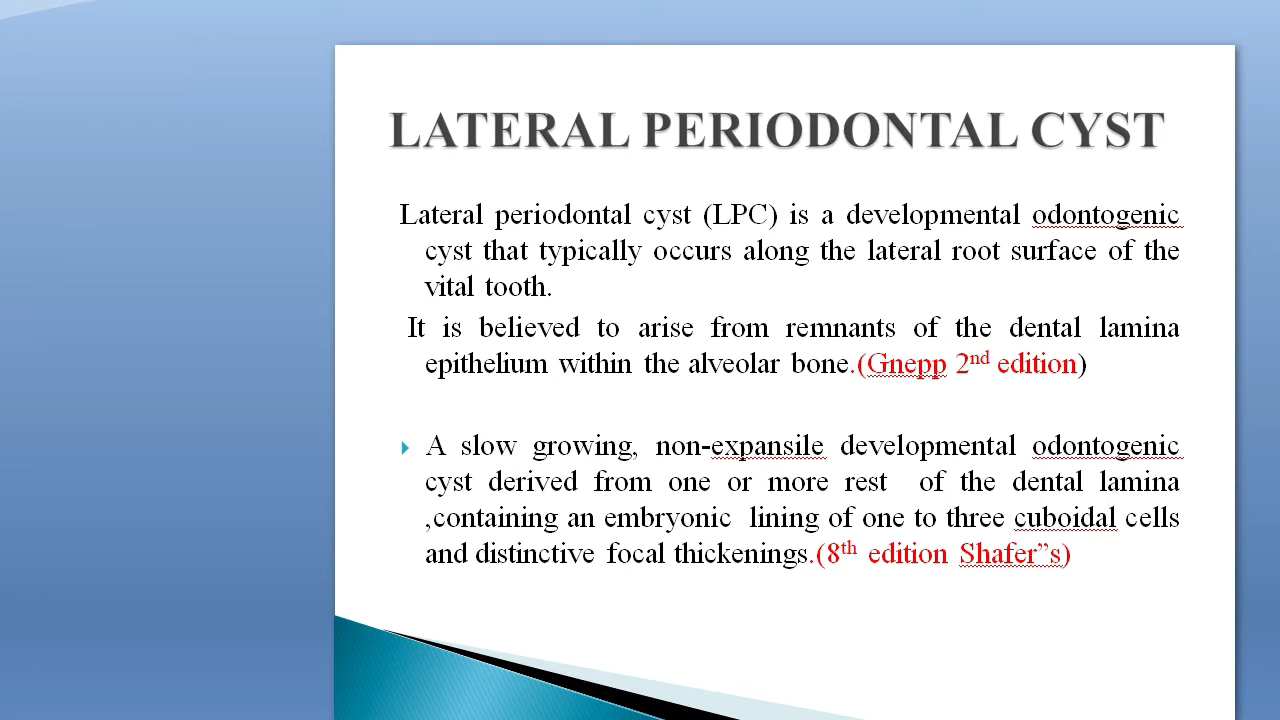 LATERAL PERIODONTAL CYST
Lateral periodontal cyst (LPC) is a developmental odontogenic
cyst that typically occurs along the lateral root surface of the
vital tooth.
It is believed to arise from remnants of the dental lamina
epithelium within the alveolar bone.(Gnepp 2nd edition)
A slow growing, non-expansile developmental odontogenic
cyst derived from one or more rest of the dental lamina
,containing an embryonic lining of one to three cuboidal cells
and distinctive focal thickenings.(8th edition Shafer”s)